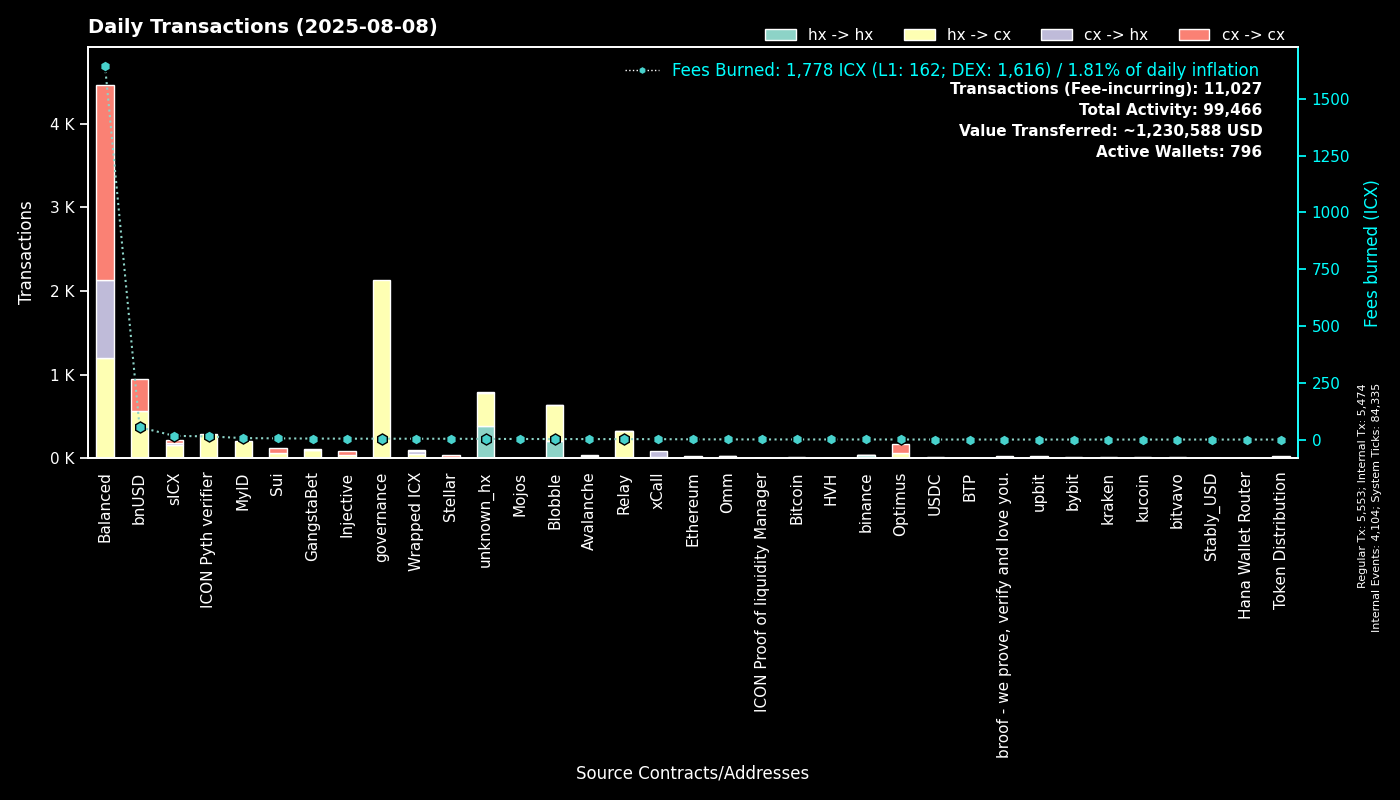 Daily Transactions (2025-08-08)
hx -> hx
hx -> cx
cx -> hx
cx -> cx
Fees Burned: 1,778 ICX (L1: 162; DEX: 1,616) / 1.81% of daily inflation
Transactions (Fee-incurring): 11,027
Total Activity: 99,466
Value Transferred: ~1,230,588 USD
Active Wallets: 796
Transactions
4 K
3 K
2 K
1 K
0 K
1500
1250
1000
750
500
250
0
Fees burned (ICX)
Balanced
bnUSD
sICX
ICON Pyth verifier
MyID
Sui
GangstaBet
Injective
governance
Wrapped ICX
Stellar
unknown_hx
Mojos
Blobble
Avalanche
Relay
xCall
Ethereum
Omm
ICON Proof of liquidity Manager
Bitcoin
HVH
binance
Optimus
USDC
BTP
broof - we prove, verify and love you.
upbit
bybit
kraken
kucoin
bitvavo
Stably_USD
Hana Wallet Router
Token Distribution
Source Contracts/Addresses
Regular Tx: 5,553; Internal Tx: 5,474
Internal Events: 4,104; System Ticks: 84,335